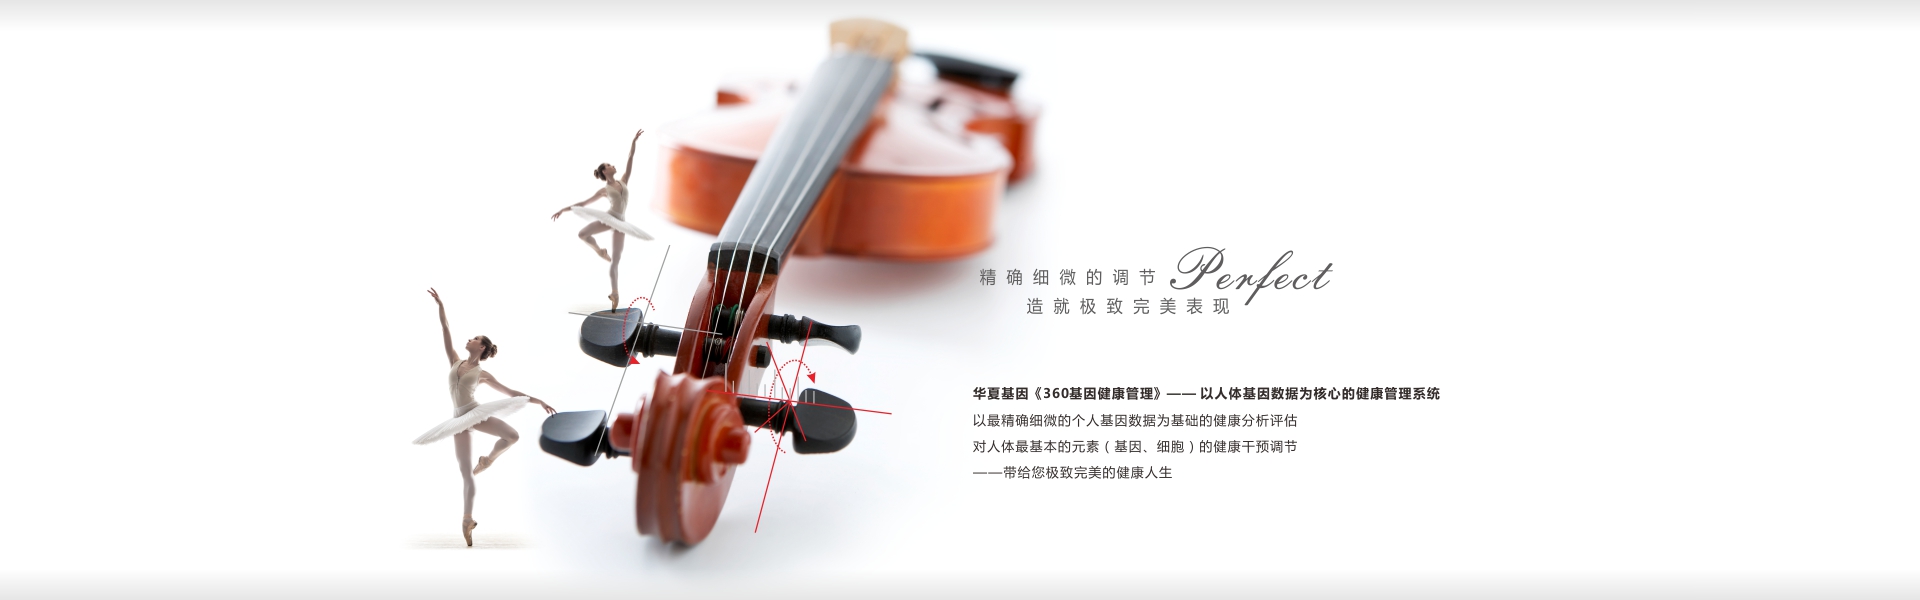 精确细微的调节 Perfect
造就极致完美表现
华夏基因《360基因健康管理》—— 以人体基因数据为核心的健康管理系统
以最精确细微的个人基因数据为基础的健康分析评估
对人体最基本的元素（基因、细胞）的健康干预调节
——带给您极致完美的健康人生